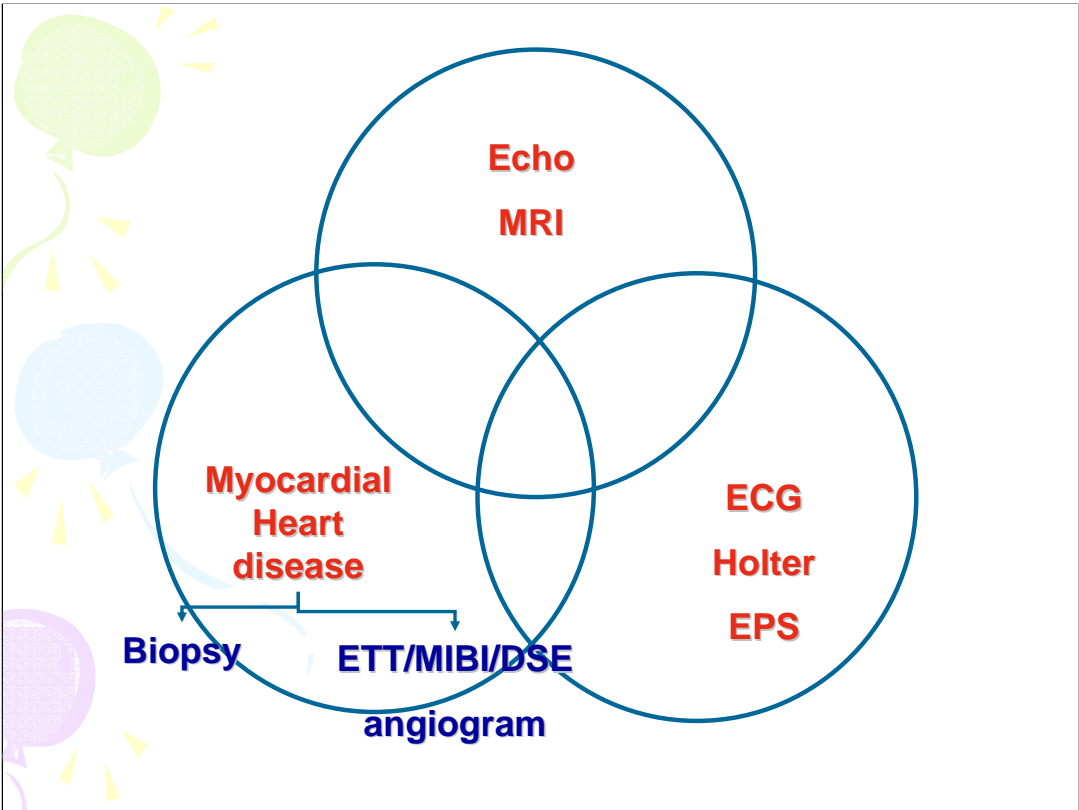 Echo
MRI
Myocardial
Heart
disease
ECG
Holter
EPS
Biopsy
ETT/MIBI/DSE
angiogram